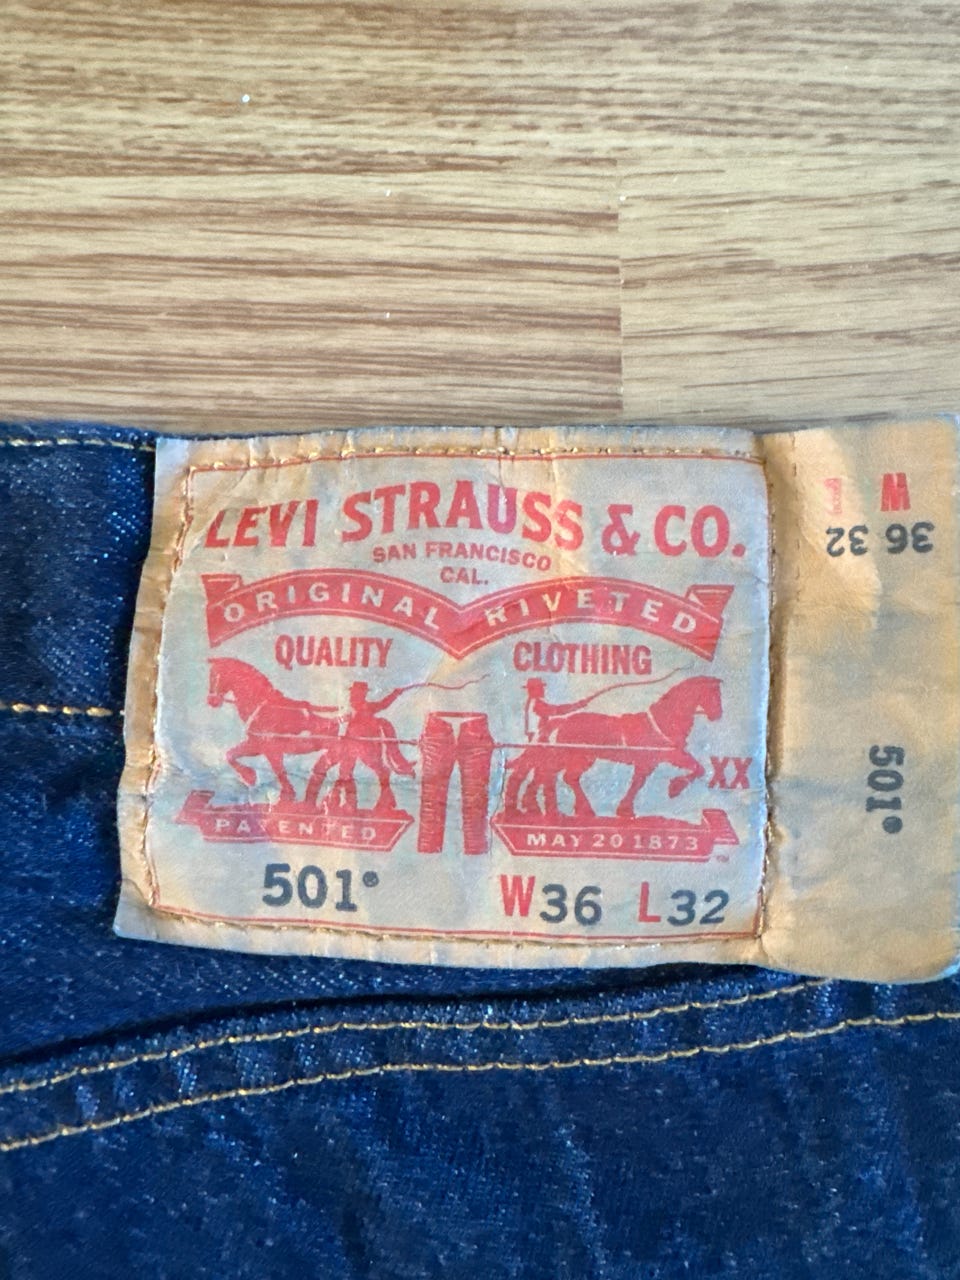 LEVI STRAUSS & CO.
SAN FRANCISCO
CAL.
ORIGINAL RIVETED
QUALITY CLOTHING
XX
PATENTED MAY 20 1873
™
501® W36 L32
W L
36 32
501®